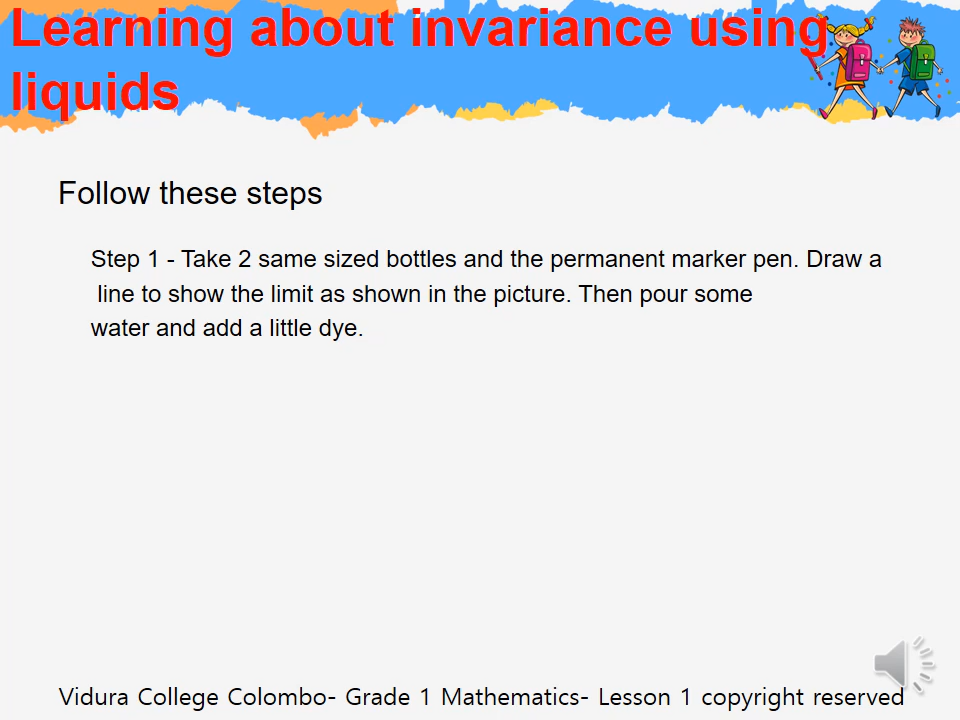 Learning about invariance using
liquids
Follow these steps
Step 1 - Take 2 same sized bottles and the permanent marker pen. Draw a
line to show the limit as shown in the picture. Then pour some
water and add a little dye.
Vidura College Colombo- Grade 1 Mathematics- Lesson 1 copyright reserved